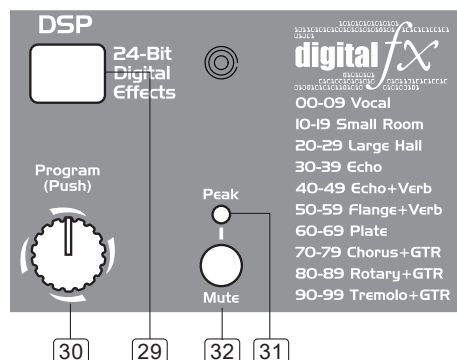 DSP
24-Bit
Digital
Effects
digital fx
00-09 Vocal
10-19 Small Room
20-29 Large Hall
30-39 Echo
40-49 Echo+Verb
50-59 Flange+Verb
60-69 Plate
70-79 Chorus+GTR
80-89 Rotary+GTR
90-99 Tremolo+GTR
Program
(Push)
Peak
Mute
30
29
32
31